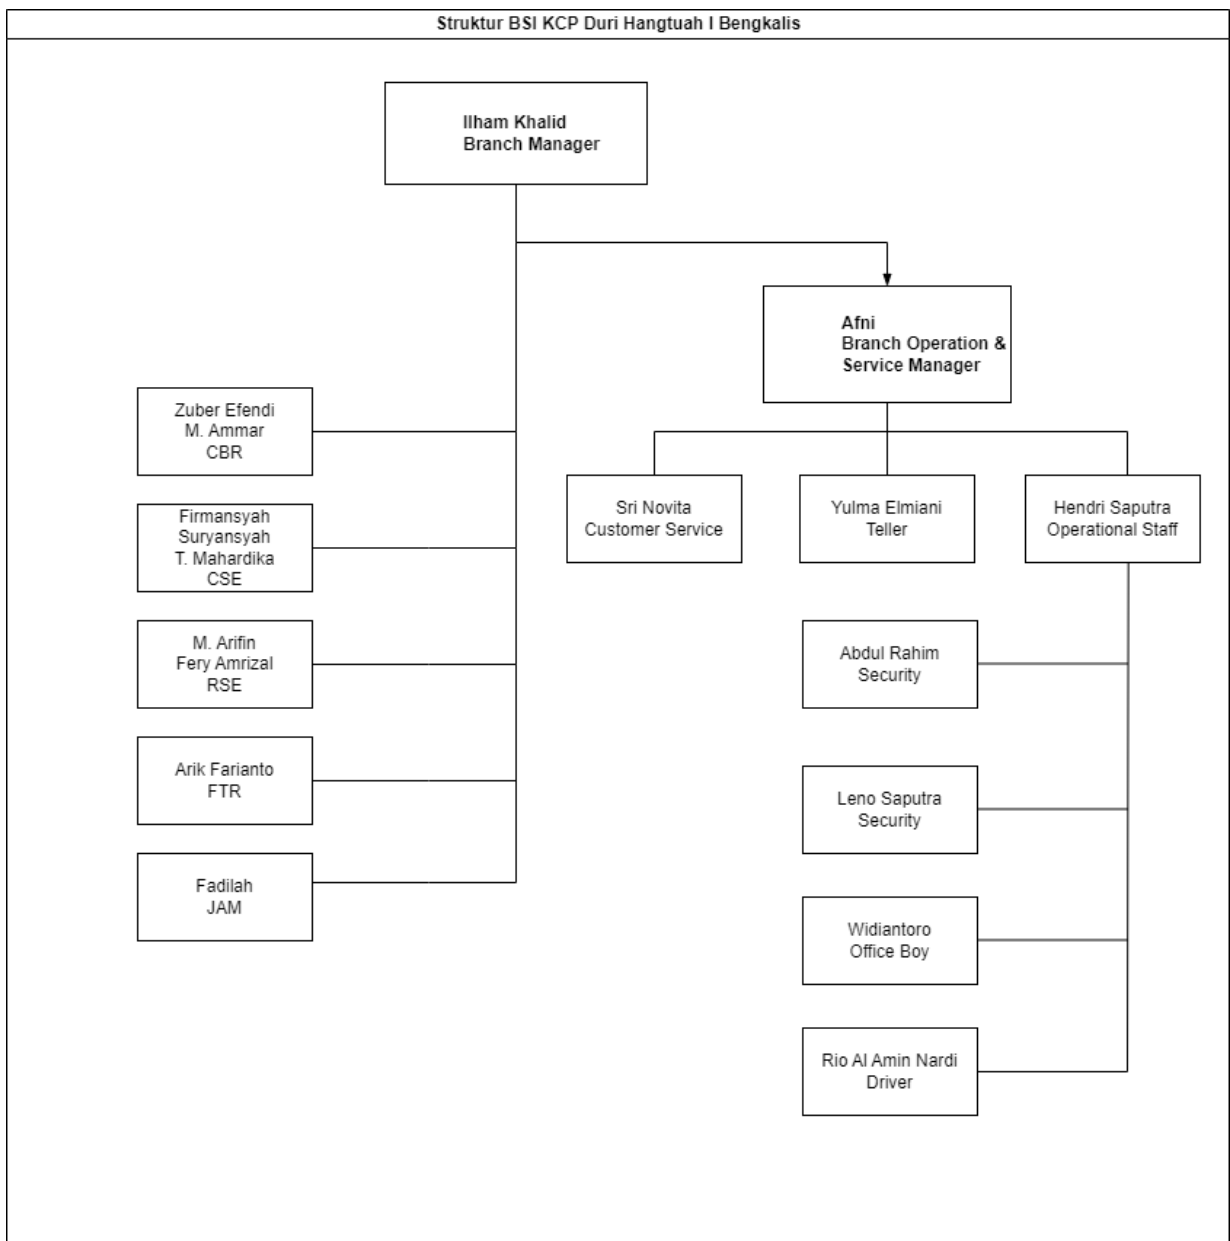 Struktur BSI KCP Duri Hangtuah I Bengkalis
Ilham Khalid
Branch Manager
Afni
Branch Operation &
Service Manager
Zuber Efendi
M. Ammar
CBR
Firmansyah
Suryansyah
T. Mahardika
CSE
M. Arifin
Fery Amrizal
RSE
Arik Farianto
FTR
Fadilah
JAM
Sri Novita
Customer Service
Yulma Elmiani
Teller
Hendri Saputra
Operational Staff
Abdul Rahim
Security
Leno Saputra
Security
Widiantoro
Office Boy
Rio Al Amin Nardi
Driver